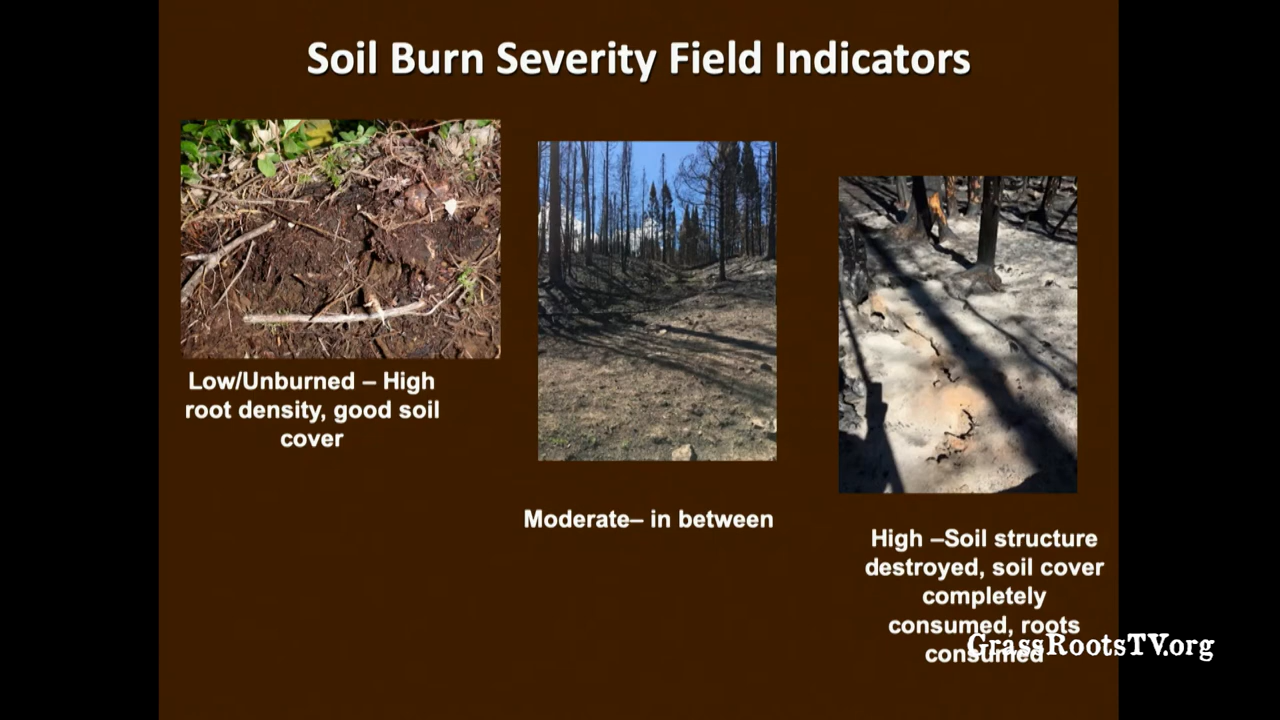 Soil Burn Severity Field Indicators
Low/Unburned – High
root density, good soil
cover
Moderate– in between
High –Soil structure
destroyed, soil cover
completely
consumed, roots
consumed
GrassRootsTV.org